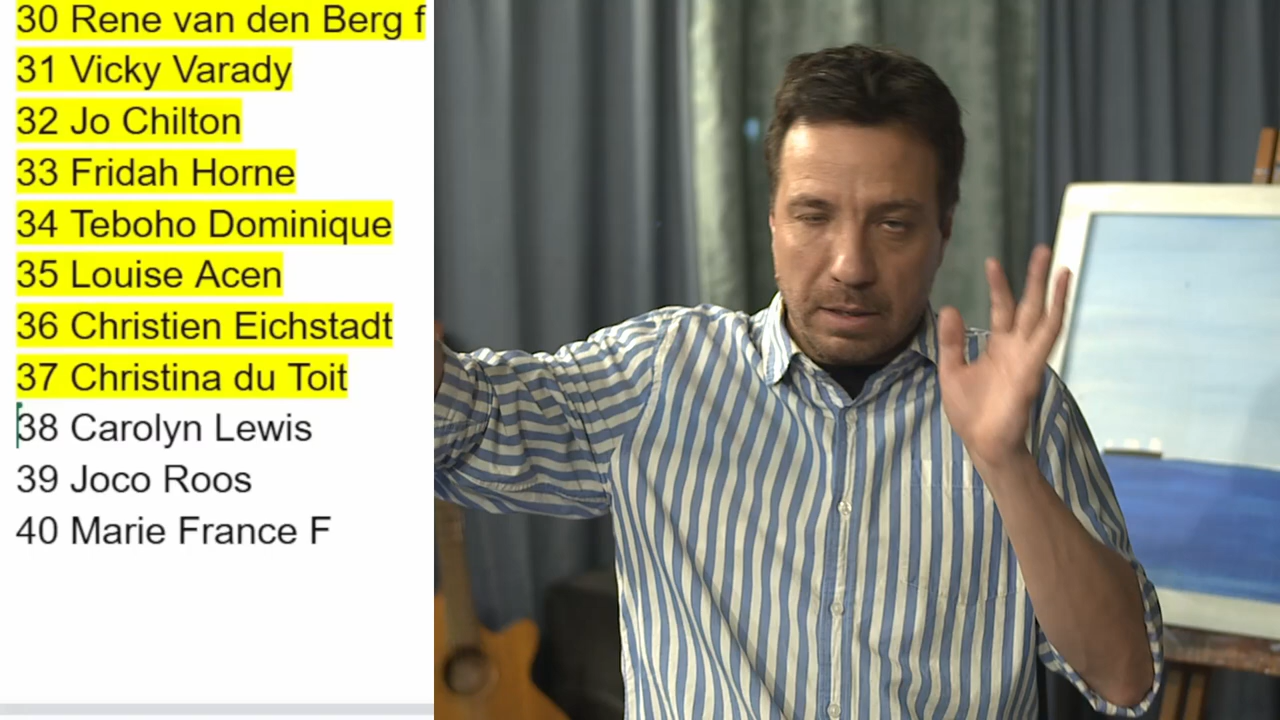 30 Rene van den Berg f
31 Vicky Varady
32 Jo Chilton
33 Fridah Horne
34 Teboho Dominique
35 Louise Acen
36 Christien Eichstadt
37 Christina du Toit
38 Carolyn Lewis
39 Joco Roos
40 Marie France F